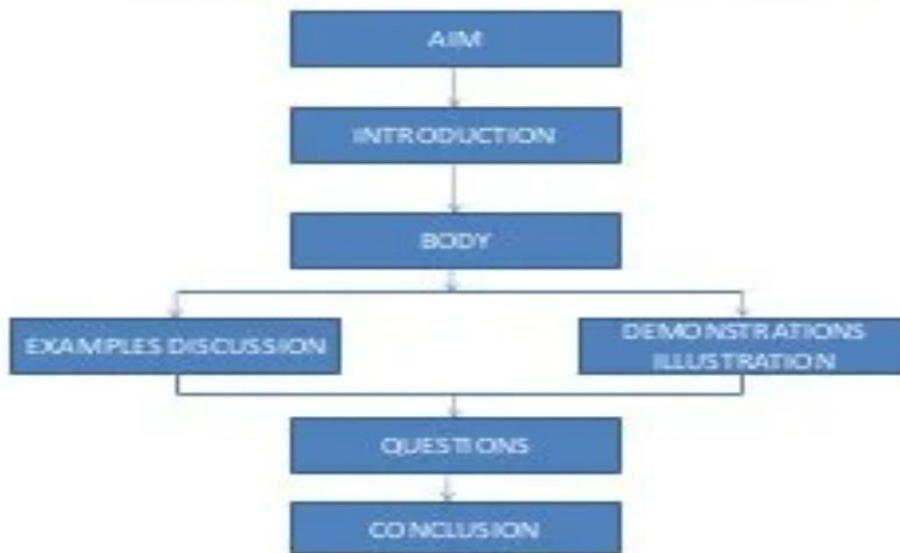 AIM
INTRODUCTION
BODY
EXAMPLES DISCUSSION
DEMONSTRATIONS
ILLUSTRATION
QUESTIONS
CONCLUSION